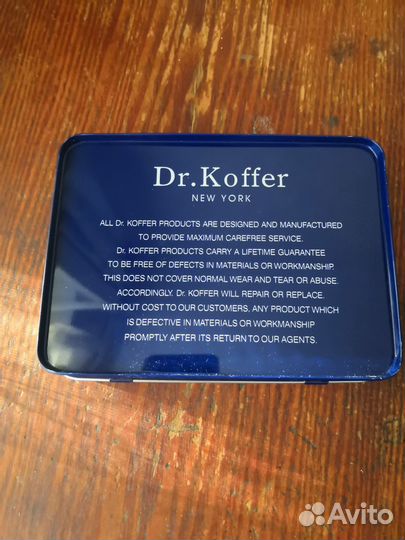 Dr.Koffer
NEW YORK
ALL Dr. KOFFER PRODUCTS ARE DESIGNED AND MANUFACTURED
TO PROVIDE MAXIMUM CAREFREE SERVICE.
Dr. KOFFER PRODUCTS CARRY A LIFETIME GUARANTEE
TO BE FREE OF DEFECTS IN MATERIALS OR WORKMANSHIP.
THIS DOES NOT COVER NORMAL WEAR AND TEAR OR ABUSE.
ACCORDINGLY. Dr. KOFFER WILL REPAIR OR REPLACE.
WITHOUT COST TO OUR CUSTOMERS, ANY PRODUCT WHICH
IS DEFECTIVE IN MATERIALS OR WORKMANSHIP
PROMPTLY AFTER ITS RETURN TO OUR AGENTS.
Avito